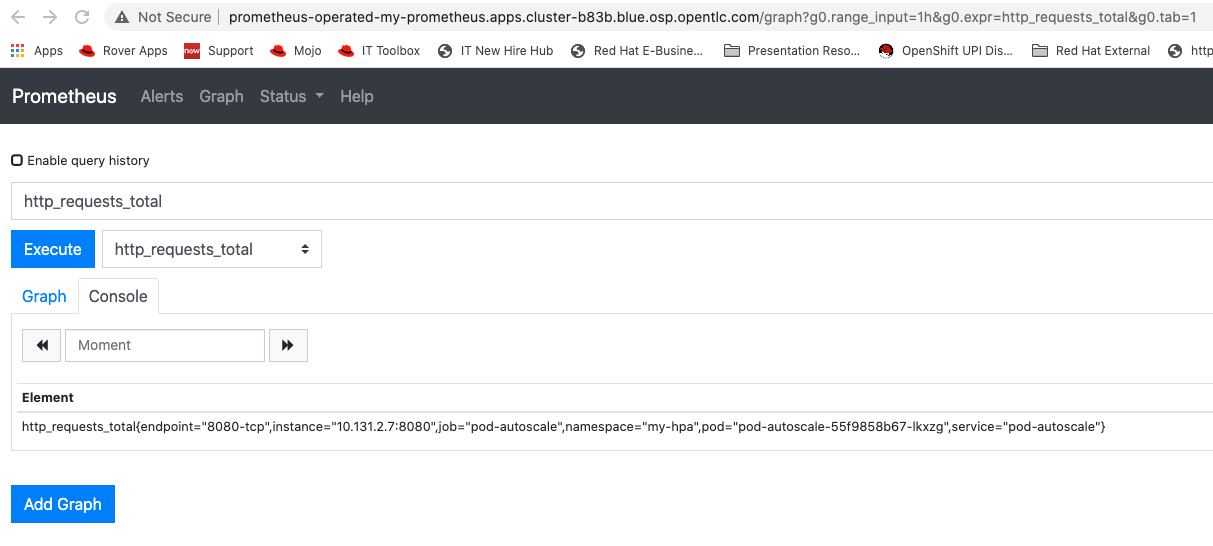 Not Secure prometheus-operated-my-prometheus.apps.cluster-b83b.blue.osp.opentlc.com/graph?g0.range_input=1h&g0.expr=http_requests_total&g0.tab=1
Apps Rover Apps now Support Mojo IT Toolbox IT New Hire Hub Red Hat E-Busine... Presentation Reso... OpenShift UPI Dis... Red Hat External http
Prometheus Alerts Graph Status Help
Enable query history
http_requests_total
Execute http_requests_total
Graph Console
Moment
Element
http_requests_total{endpoint="8080-tcp",instance="10.131.2.7:8080",job="pod-autoscale",namespace="my-hpa",pod="pod-autoscale-55f9858b67-lkxzg",service="pod-autoscale"}
Add Graph